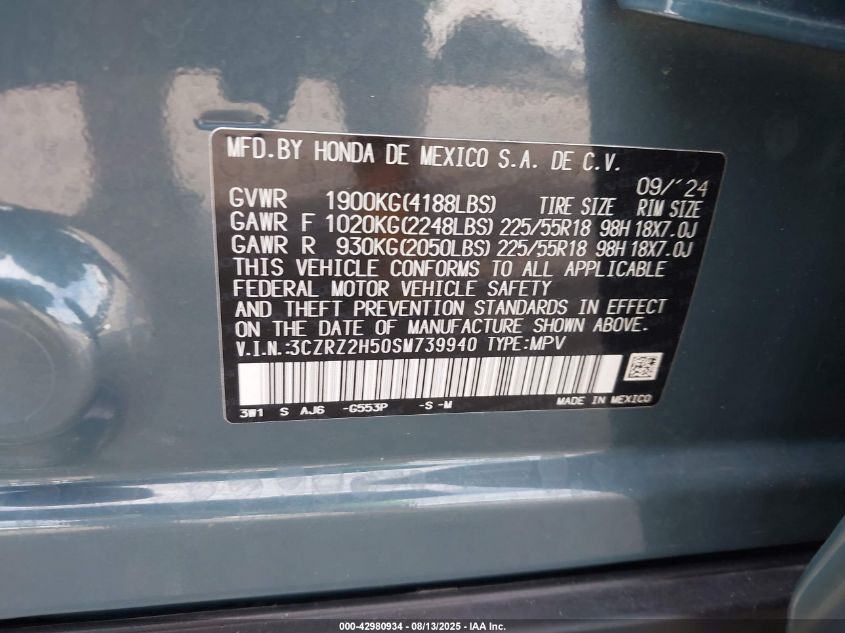 MFD.BY HONDA DE MEXICO S.A. DE C.V.
09/'24
GVWR 1900KG(4188LBS) TIRE SIZE RIM SIZE
GAWR F 1020KG(2248LBS) 225/55R18 98H 18X7.0J
GAWR R 930KG(2050LBS) 225/55R18 98H 18X7.0J
THIS VEHICLE CONFORMS TO ALL APPLICABLE
FEDERAL MOTOR VEHICLE SAFETY
AND THEFT PREVENTION STANDARDS IN EFFECT
ON THE DATE OF MANUFACTURE SHOWN ABOVE.
V.I.N.:3CZRZ2H50SM739940 TYPE:MPV
3W1 S AJ6 -G553P -S -M MADE IN MEXICO
000-42980934 - 08/13/2025 - IAA Inc.